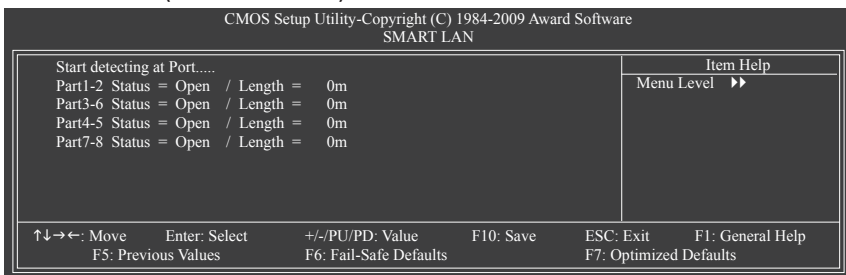 CMOS Setup Utility-Copyright (C) 1984-2009 Award Software
SMART LAN
Start detecting at Port.....
Part1-2 Status = Open / Length = 0m
Part3-6 Status = Open / Length = 0m
Part4-5 Status = Open / Length = 0m
Part7-8 Status = Open / Length = 0m
Item Help
Menu Level ▶▶
↑↓→←: Move Enter: Select +/-/PU/PD: Value F10: Save ESC: Exit F1: General Help
F5: Previous Values F6: Fail-Safe Defaults F7: Optimized Defaults